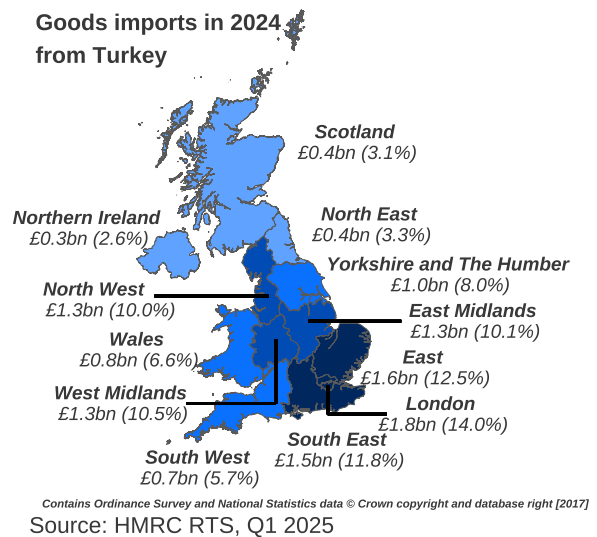 Goods imports in 2024
from Turkey
Scotland
£0.4bn (3.1%)
Northern Ireland
£0.3bn (2.6%)
North East
£0.4bn (3.3%)
Yorkshire and The Humber
£1.0bn (8.0%)
North West
£1.3bn (10.0%)
East Midlands
£1.3bn (10.1%)
Wales
£0.8bn (6.6%)
East
£1.6bn (12.5%)
West Midlands
£1.3bn (10.5%)
London
£1.8bn (14.0%)
South East
£1.5bn (11.8%)
South West
£0.7bn (5.7%)
Contains Ordinance Survey and National Statistics data © Crown copyright and database right [2017]
Source: HMRC RTS, Q1 2025